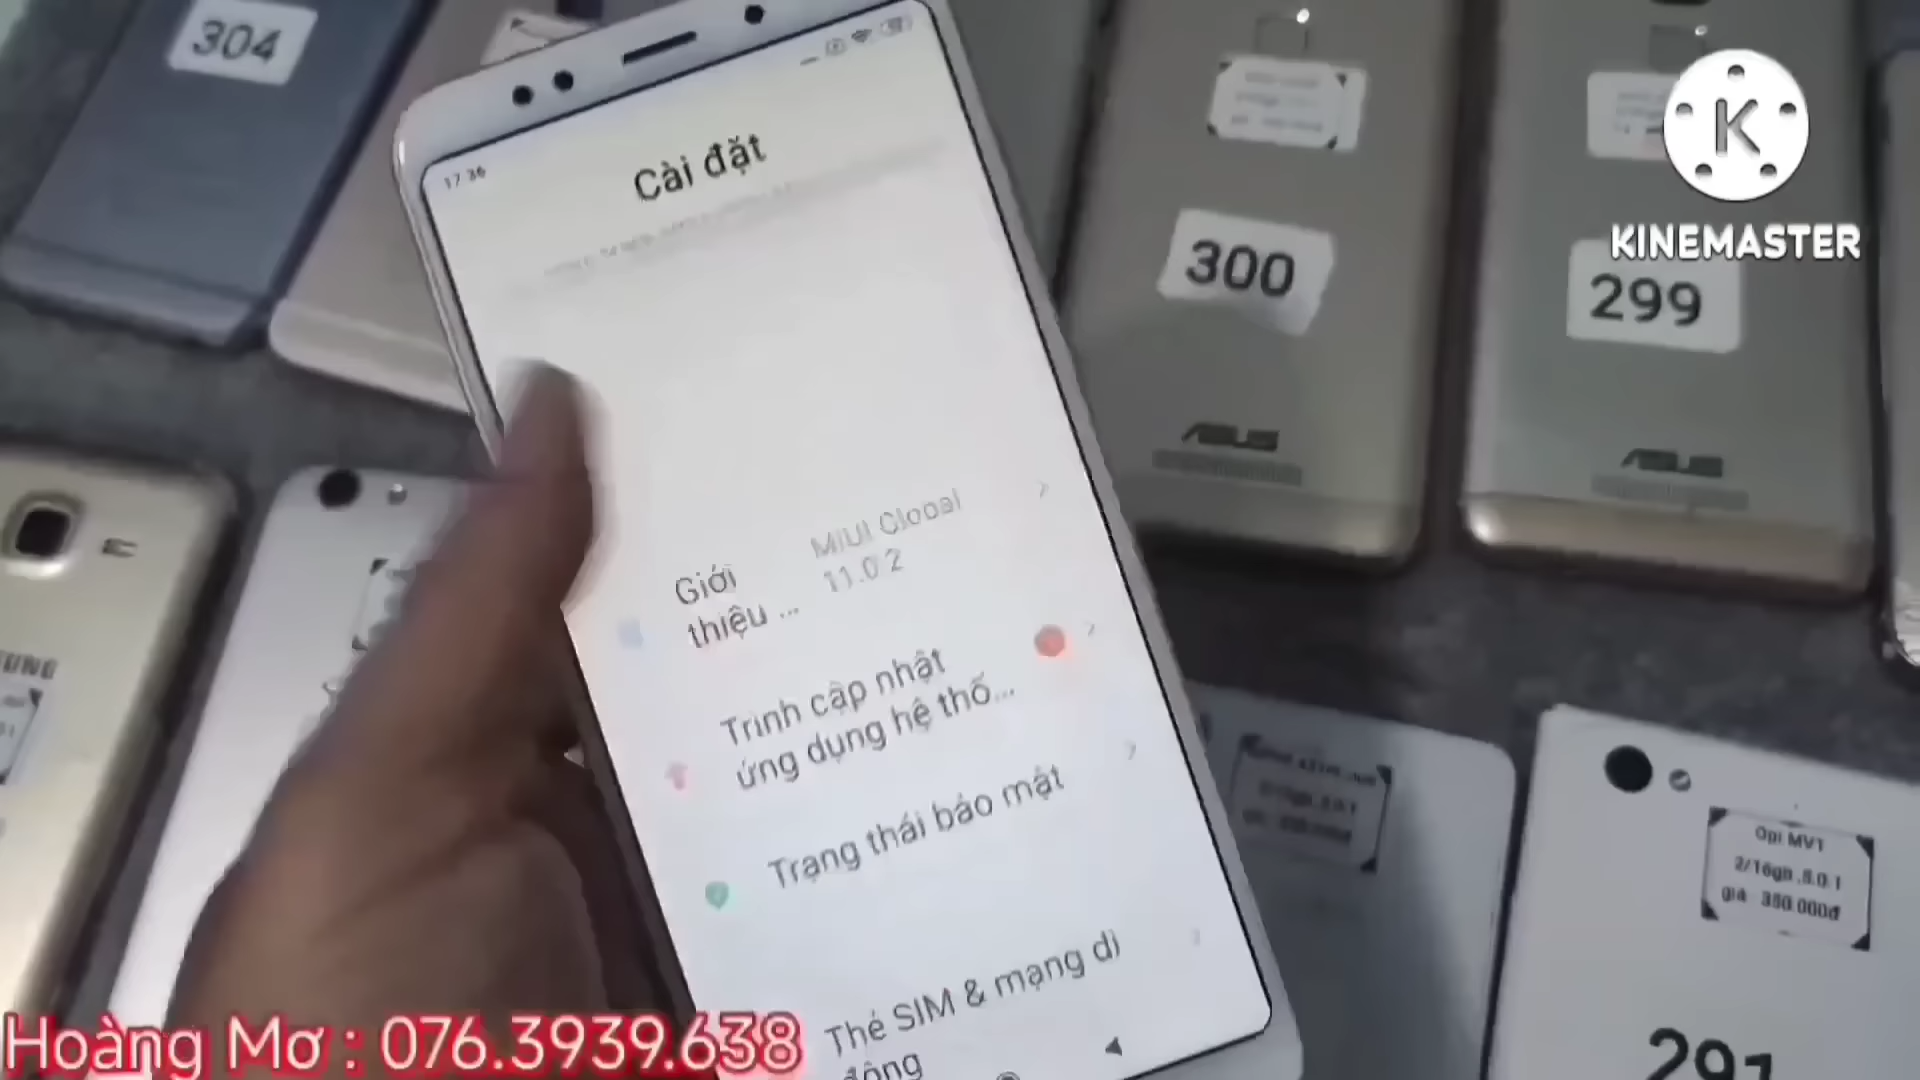 304
17:36
Cài đặt
K
KINEMASTER
300
299
ASUS
ASUS
MIUI Global
11.0.2
Giới
thiệu ...
Trình cập nhật
ứng dụng hệ thố...
Trạng thái bảo mật
Thẻ SIM & mạng di
động
Opi MV1
2/16gb ,5.0.1
giá 350.000đ
291
Hoàng Mơ : 076.3939.638